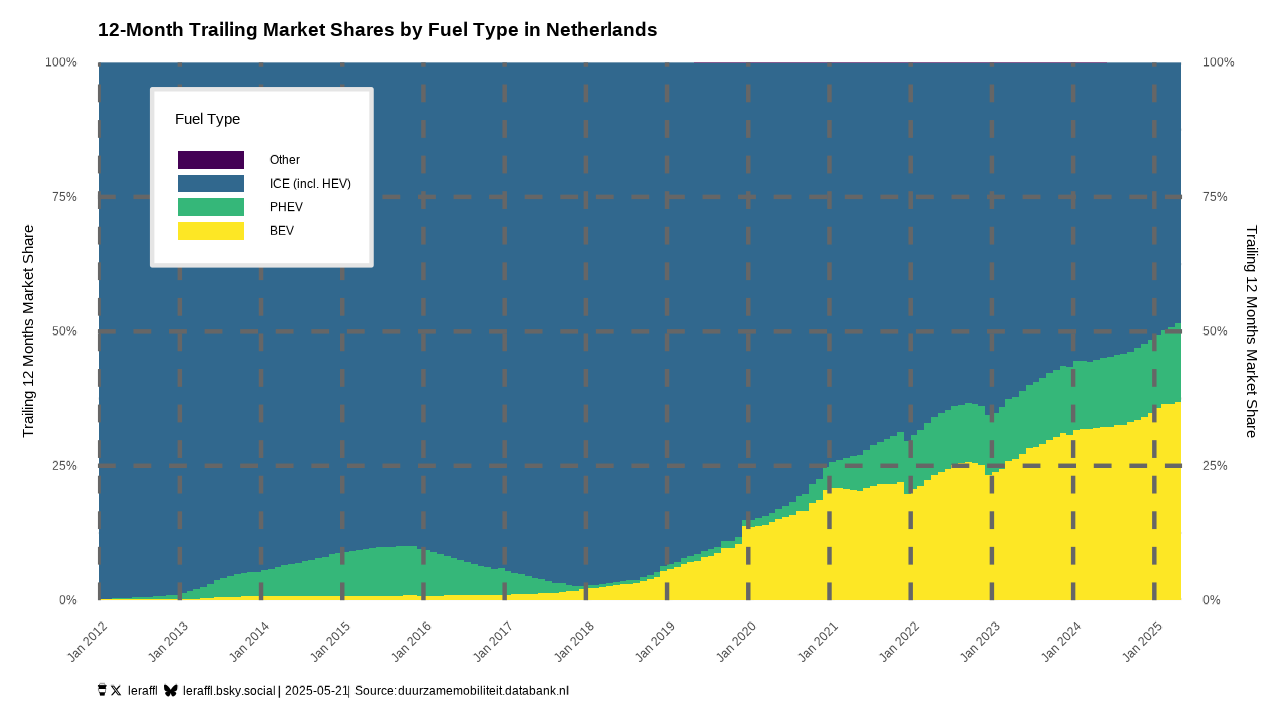 12-Month Trailing Market Shares by Fuel Type in Netherlands
100%
75%
50%
25%
0%
Trailing 12 Months Market Share
Fuel Type
Other
ICE (incl. HEV)
PHEV
BEV
100%
75%
50%
25%
0%
Trailing 12 Months Market Share
Jan 2012
Jan 2013
Jan 2014
Jan 2015
Jan 2016
Jan 2017
Jan 2018
Jan 2019
Jan 2020
Jan 2021
Jan 2022
Jan 2023
Jan 2024
Jan 2025
leraffl leraffl.bsky.social | 2025-05-21| Source:duurzamemobiliteit.databank.nl